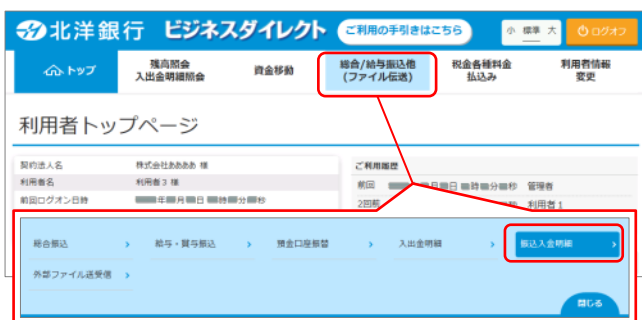 北洋銀行 ビジネスダイレクト ご利用の手引きはこちら 小 標準 大 ログオフ
トップ 残高照会 資金移動 総合/給与振込他 税金各種料金 利用者情報
入出金明細照会 (ファイル伝送) 払込み 変更
利用者トップページ
契約法人名 株式会社ああああ 様 ご利用履歴
利用者名 利用者3 様 前回 月 日 時 分 秒 管理者
前回ログオン日時 年 月 日 時 分 秒 2回前 秒 利用者1
総合振込 給与・賞与振込 預金口座振替 入出金明細 振込入金明細
外部ファイル送受信
閉じる